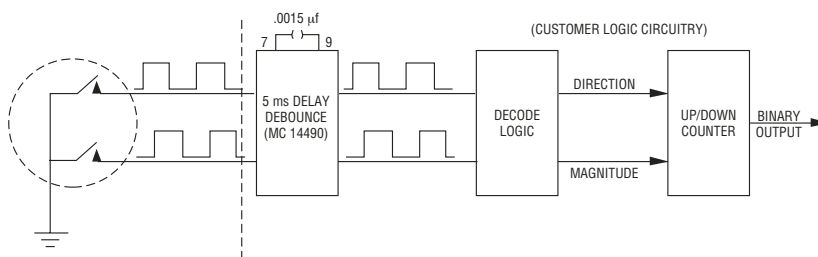 .0015 µf
7 9
(CUSTOMER LOGIC CIRCUITRY)
5 ms DELAY
DEBOUNCE
(MC 14490)
DECODE
LOGIC
DIRECTION
MAGNITUDE
UP/DOWN
COUNTER
BINARY
OUTPUT